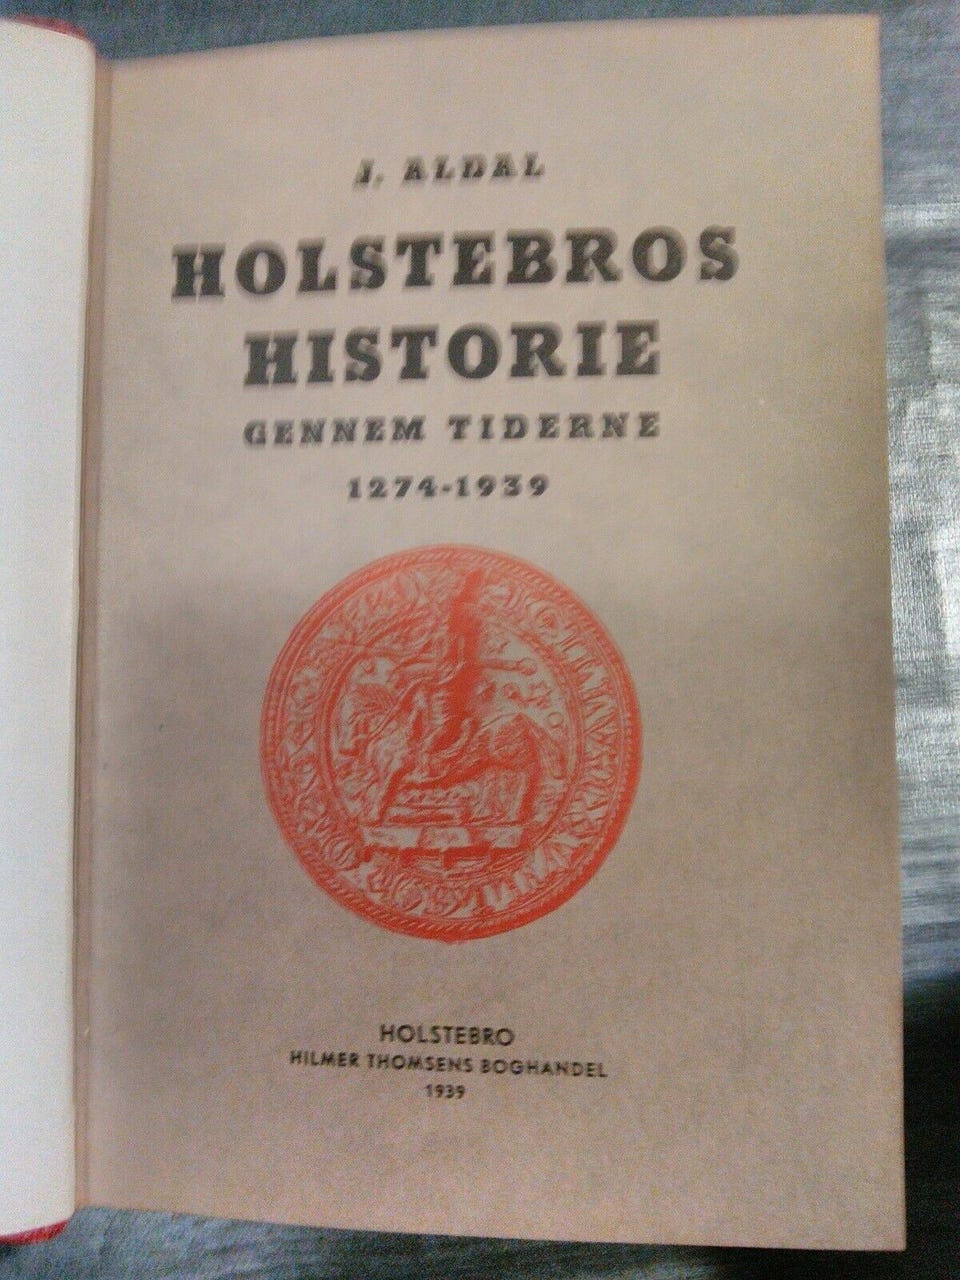 J. ALDAL
HOLSTEBROS
HISTORIE
GENNEM TIDERNE
1274-1939
HOLSTEBRO
HILMER THOMSENS BOGHANDEL
1939